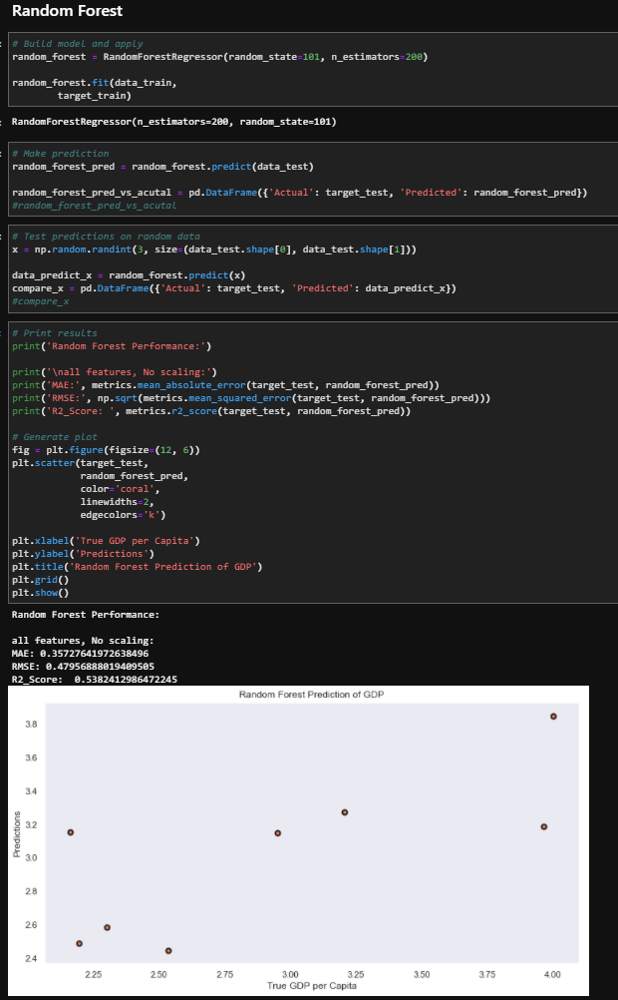 Random Forest
# Build model and apply
random_forest = RandomForestRegressor(random_state=101, n_estimators=200)
random_forest.fit(data_train,
target_train)
RandomForestRegressor(n_estimators=200, random_state=101)
# Make prediction
random_forest_pred = random_forest.predict(data_test)
random_forest_pred_vs_acutal = pd.DataFrame({'Actual': target_test, 'Predicted': random_forest_pred})
#random_forest_pred_vs_acutal
# Test predictions on random data
x = np.random.randint(3, size=(data_test.shape[0], data_test.shape[1]))
data_predict_x = random_forest.predict(x)
compare_x = pd.DataFrame({'Actual': target_test, 'Predicted': data_predict_x})
#compare_x
# Print results
print('Random Forest Performance:')
print('\nall features, No scaling:')
print('MAE:', metrics.mean_absolute_error(target_test, random_forest_pred))
print('RMSE:', np.sqrt(metrics.mean_squared_error(target_test, random_forest_pred)))
print('R2_Score: ', metrics.r2_score(target_test, random_forest_pred))
# Generate plot
fig = plt.figure(figsize=(12, 6))
plt.scatter(target_test,
random_forest_pred,
color='coral',
linewidths=2,
edgecolors='k')
plt.xlabel('True GDP per Capita')
plt.ylabel('Predictions')
plt.title('Random Forest Prediction of GDP')
plt.grid()
plt.show()
Random Forest Performance:
all features, No scaling:
MAE: 0.35727641972638496
RMSE: 0.47956888019409505
R2_Score:  0.5382412986472245
Random Forest Prediction of GDP
3.8
3.6
3.4
3.2
3.0
2.8
2.6
2.4
Predictions
2.25 2.50 2.75 3.00 3.25 3.50 3.75 4.00
True GDP per Capita